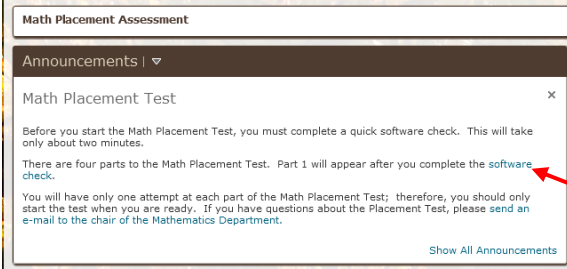 Math Placement Assessment
Announcements |
Math Placement Test
Before you start the Math Placement Test, you must complete a quick software check.  This will take
only about two minutes.
There are four parts to the Math Placement Test.  Part 1 will appear after you complete the software
check.
You will have only one attempt at each part of the Math Placement Test;  therefore, you should only
start the test when you are ready.  If you have questions about the Placement Test, please send an
e-mail to the chair of the Mathematics Department.
Show All Announcements